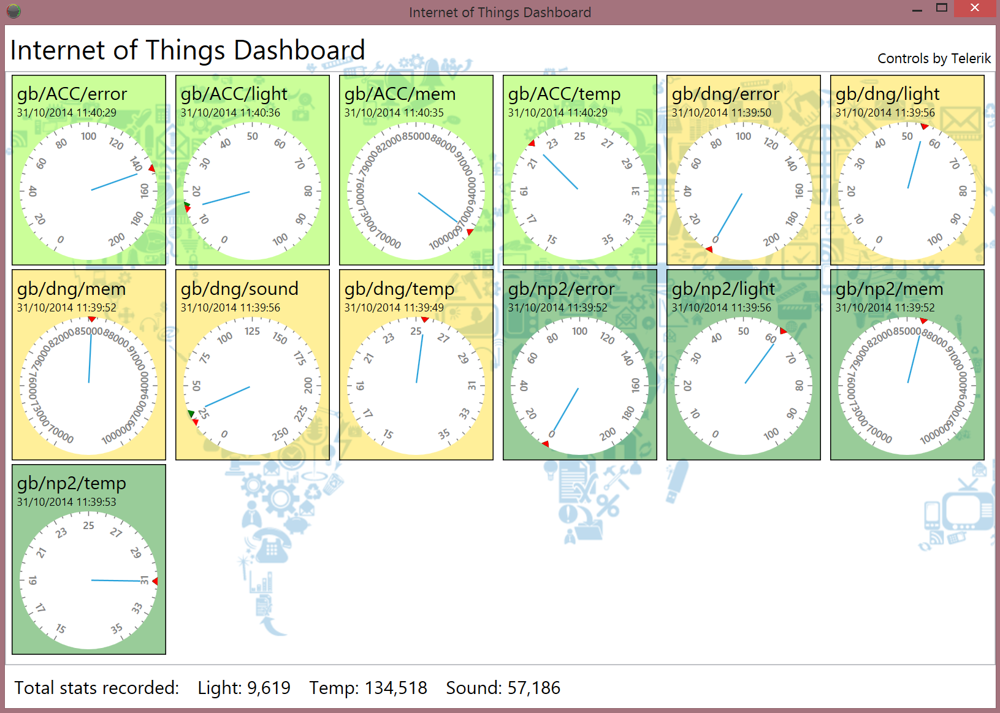 Internet of Things Dashboard
Internet of Things Dashboard
Controls by Telerik
gb/ACC/error
31/10/2014 11:40:29
0 20 40 60 80 100 120 140 160 180 200
gb/ACC/light
31/10/2014 11:40:36
0 10 20 30 40 50 60 70 80 90 100
gb/ACC/mem
31/10/2014 11:40:35
70000 73000 76000 79000 82000 85000 88000 91000 94000 97000 100000
gb/ACC/temp
31/10/2014 11:40:29
15 17 19 21 23 25 27 29 31 33 35
gb/dng/error
31/10/2014 11:39:50
0 20 40 60 80 100 120 140 160 180 200
gb/dng/light
31/10/2014 11:39:56
0 10 20 30 40 50 60 70 80 90 100
gb/dng/mem
31/10/2014 11:39:52
70000 73000 76000 79000 82000 85000 88000 91000 94000 97000 100000
gb/dng/sound
31/10/2014 11:39:56
0 25 50 75 100 125 150 175 200 225 250
gb/dng/temp
31/10/2014 11:39:49
15 17 19 21 23 25 27 29 31 33 35
gb/np2/error
31/10/2014 11:39:52
0 20 40 60 80 100 120 140 160 180 200
gb/np2/light
31/10/2014 11:39:56
0 10 20 30 40 50 60 70 80 90 100
gb/np2/mem
31/10/2014 11:39:52
70000 73000 76000 79000 82000 85000 88000 91000 94000 97000 100000
gb/np2/temp
31/10/2014 11:39:53
15 17 19 21 23 25 27 29 31 33 35
Total stats recorded: Light: 9,619 Temp: 134,518 Sound: 57,186